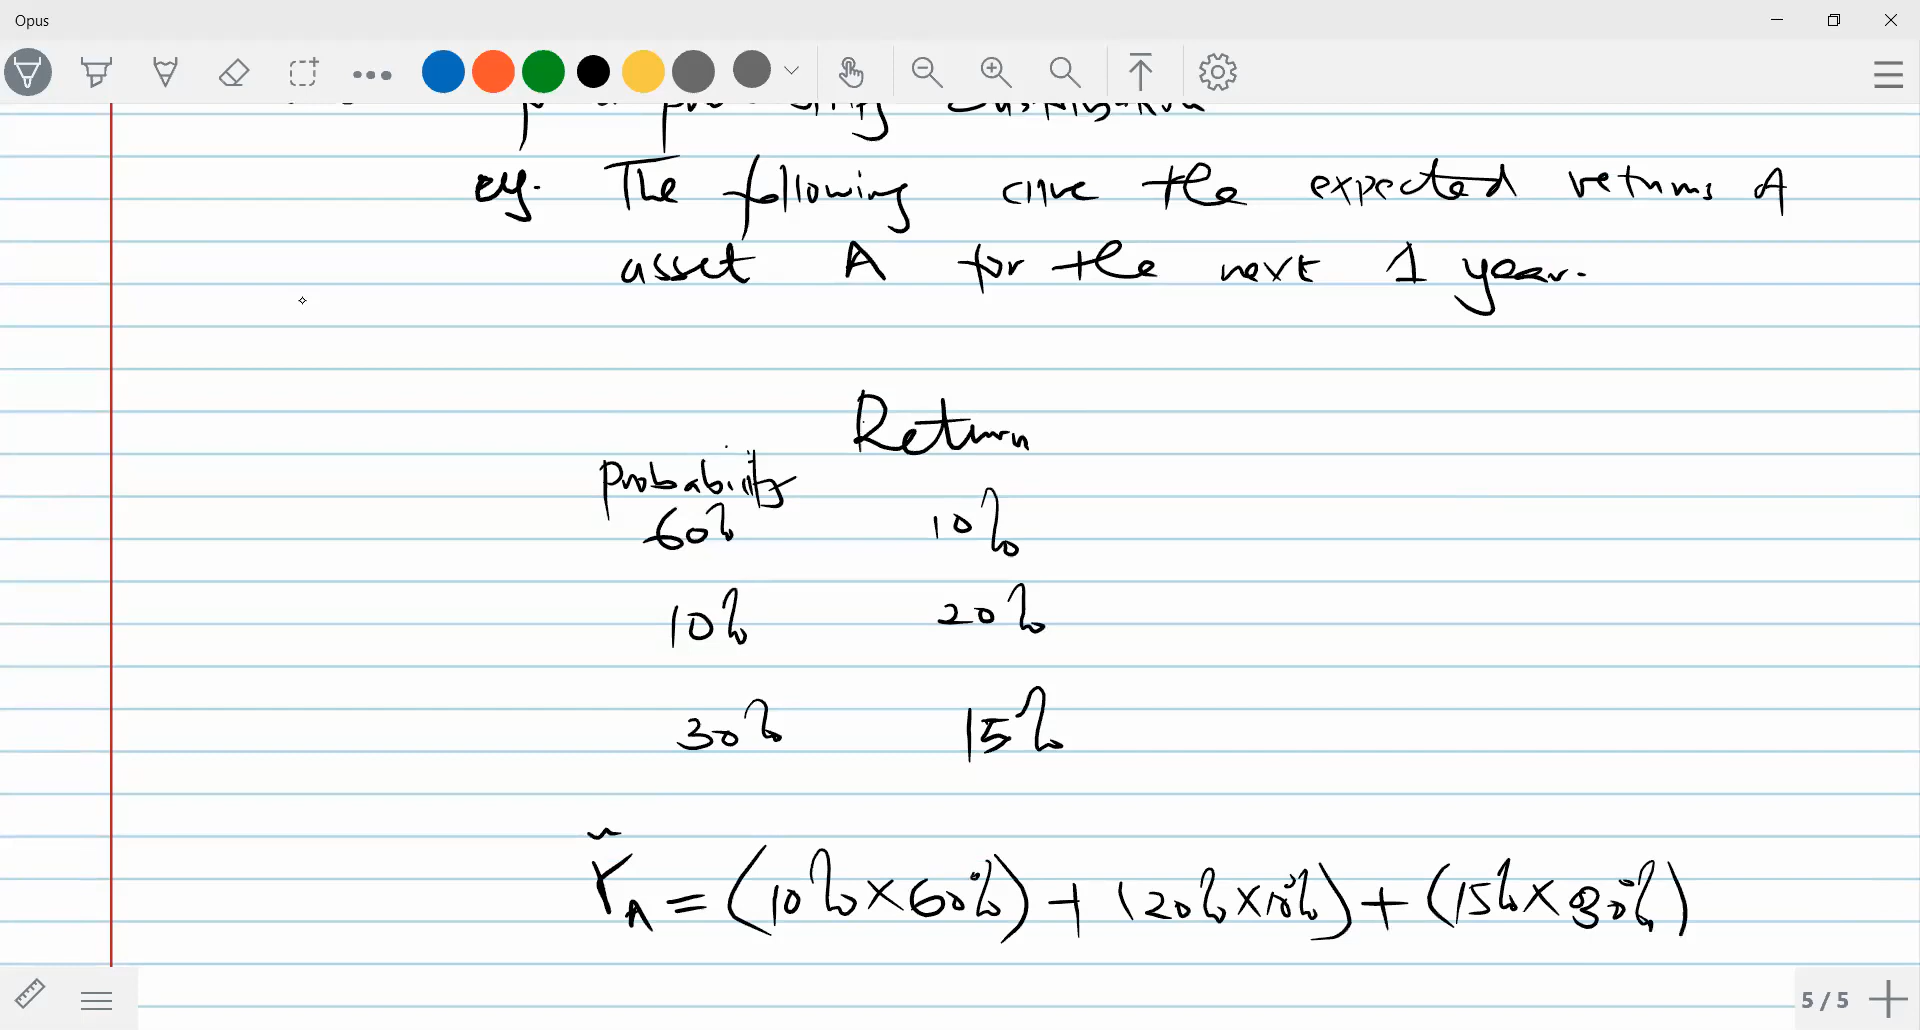 Opus
eg. The following are the expected returns A
asset A for the next 1 year.
Return
Probability
60% 10%
10% 20%
30% 15%
r̃A = (10% × 60%) + (20% × 10%) + (15% × 30%)
5 / 5